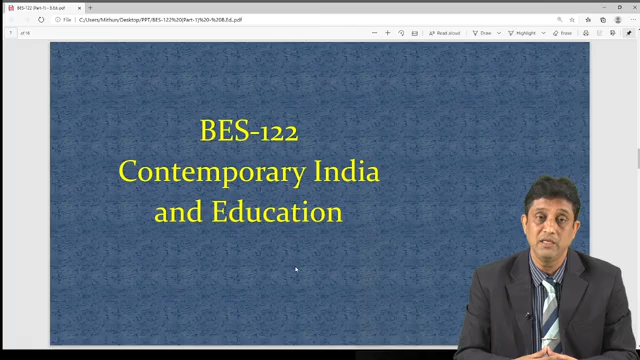 BES-122 (Part-1) - B.Ed..pdf
File
C:/Users/Mithun/Desktop/PPT/BES-122%20(Part-1)%20-%20B.Ed..pdf
7 of 16
Read aloud
Draw
Highlight
Erase
BES-122
Contemporary India
and Education